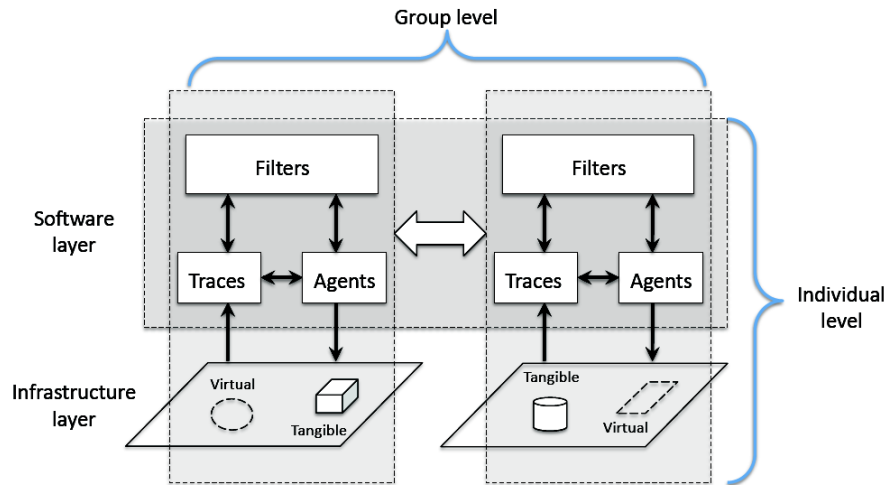 Group level
Filters
Filters
Software
layer
Traces
Agents
Traces
Agents
Individual
level
Infrastructure
layer
Virtual
Tangible
Tangible
Virtual